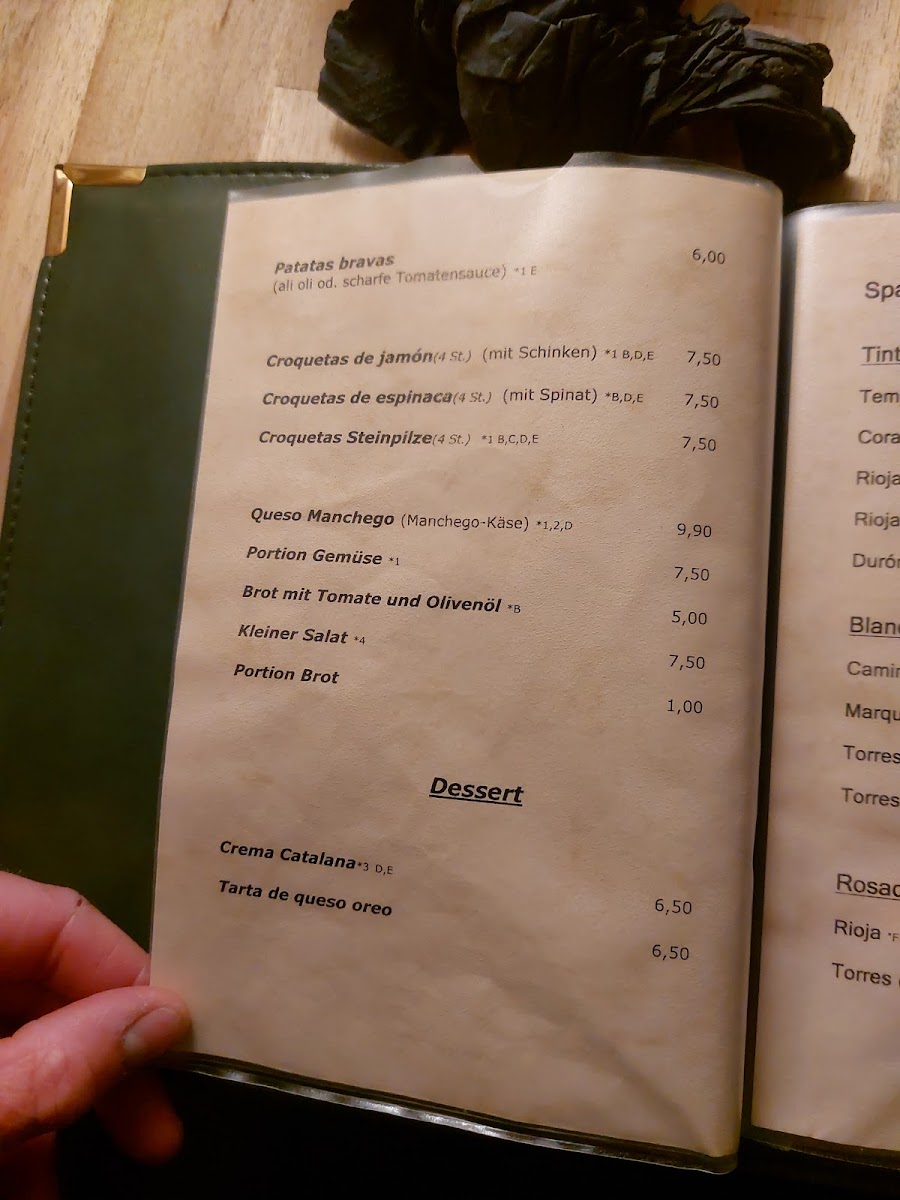 Patatas bravas 6,00
(ali oli od. scharfe Tomatensauce) *1 E
Croquetas de jamón(4 St.) (mit Schinken) *1 B,D,E 7,50
Croquetas de espinaca(4 St.) (mit Spinat) *B,D,E 7,50
Croquetas Steinpilze(4 St.) *1 B,C,D,E 7,50
Queso Manchego (Manchego-Käse) *1,2,D 9,90
Portion Gemüse *1 7,50
Brot mit Tomate und Olivenöl *B 5,00
Kleiner Salat *4 7,50
Portion Brot 1,00
Dessert
Crema Catalana*3 D,E 6,50
Tarta de queso oreo 6,50
Spa
Tint
Tem
Cora
Rioja
Rioja
Duró
Blan
Camin
Marqu
Torres
Torres
Rosad
Rioja *F
Torres